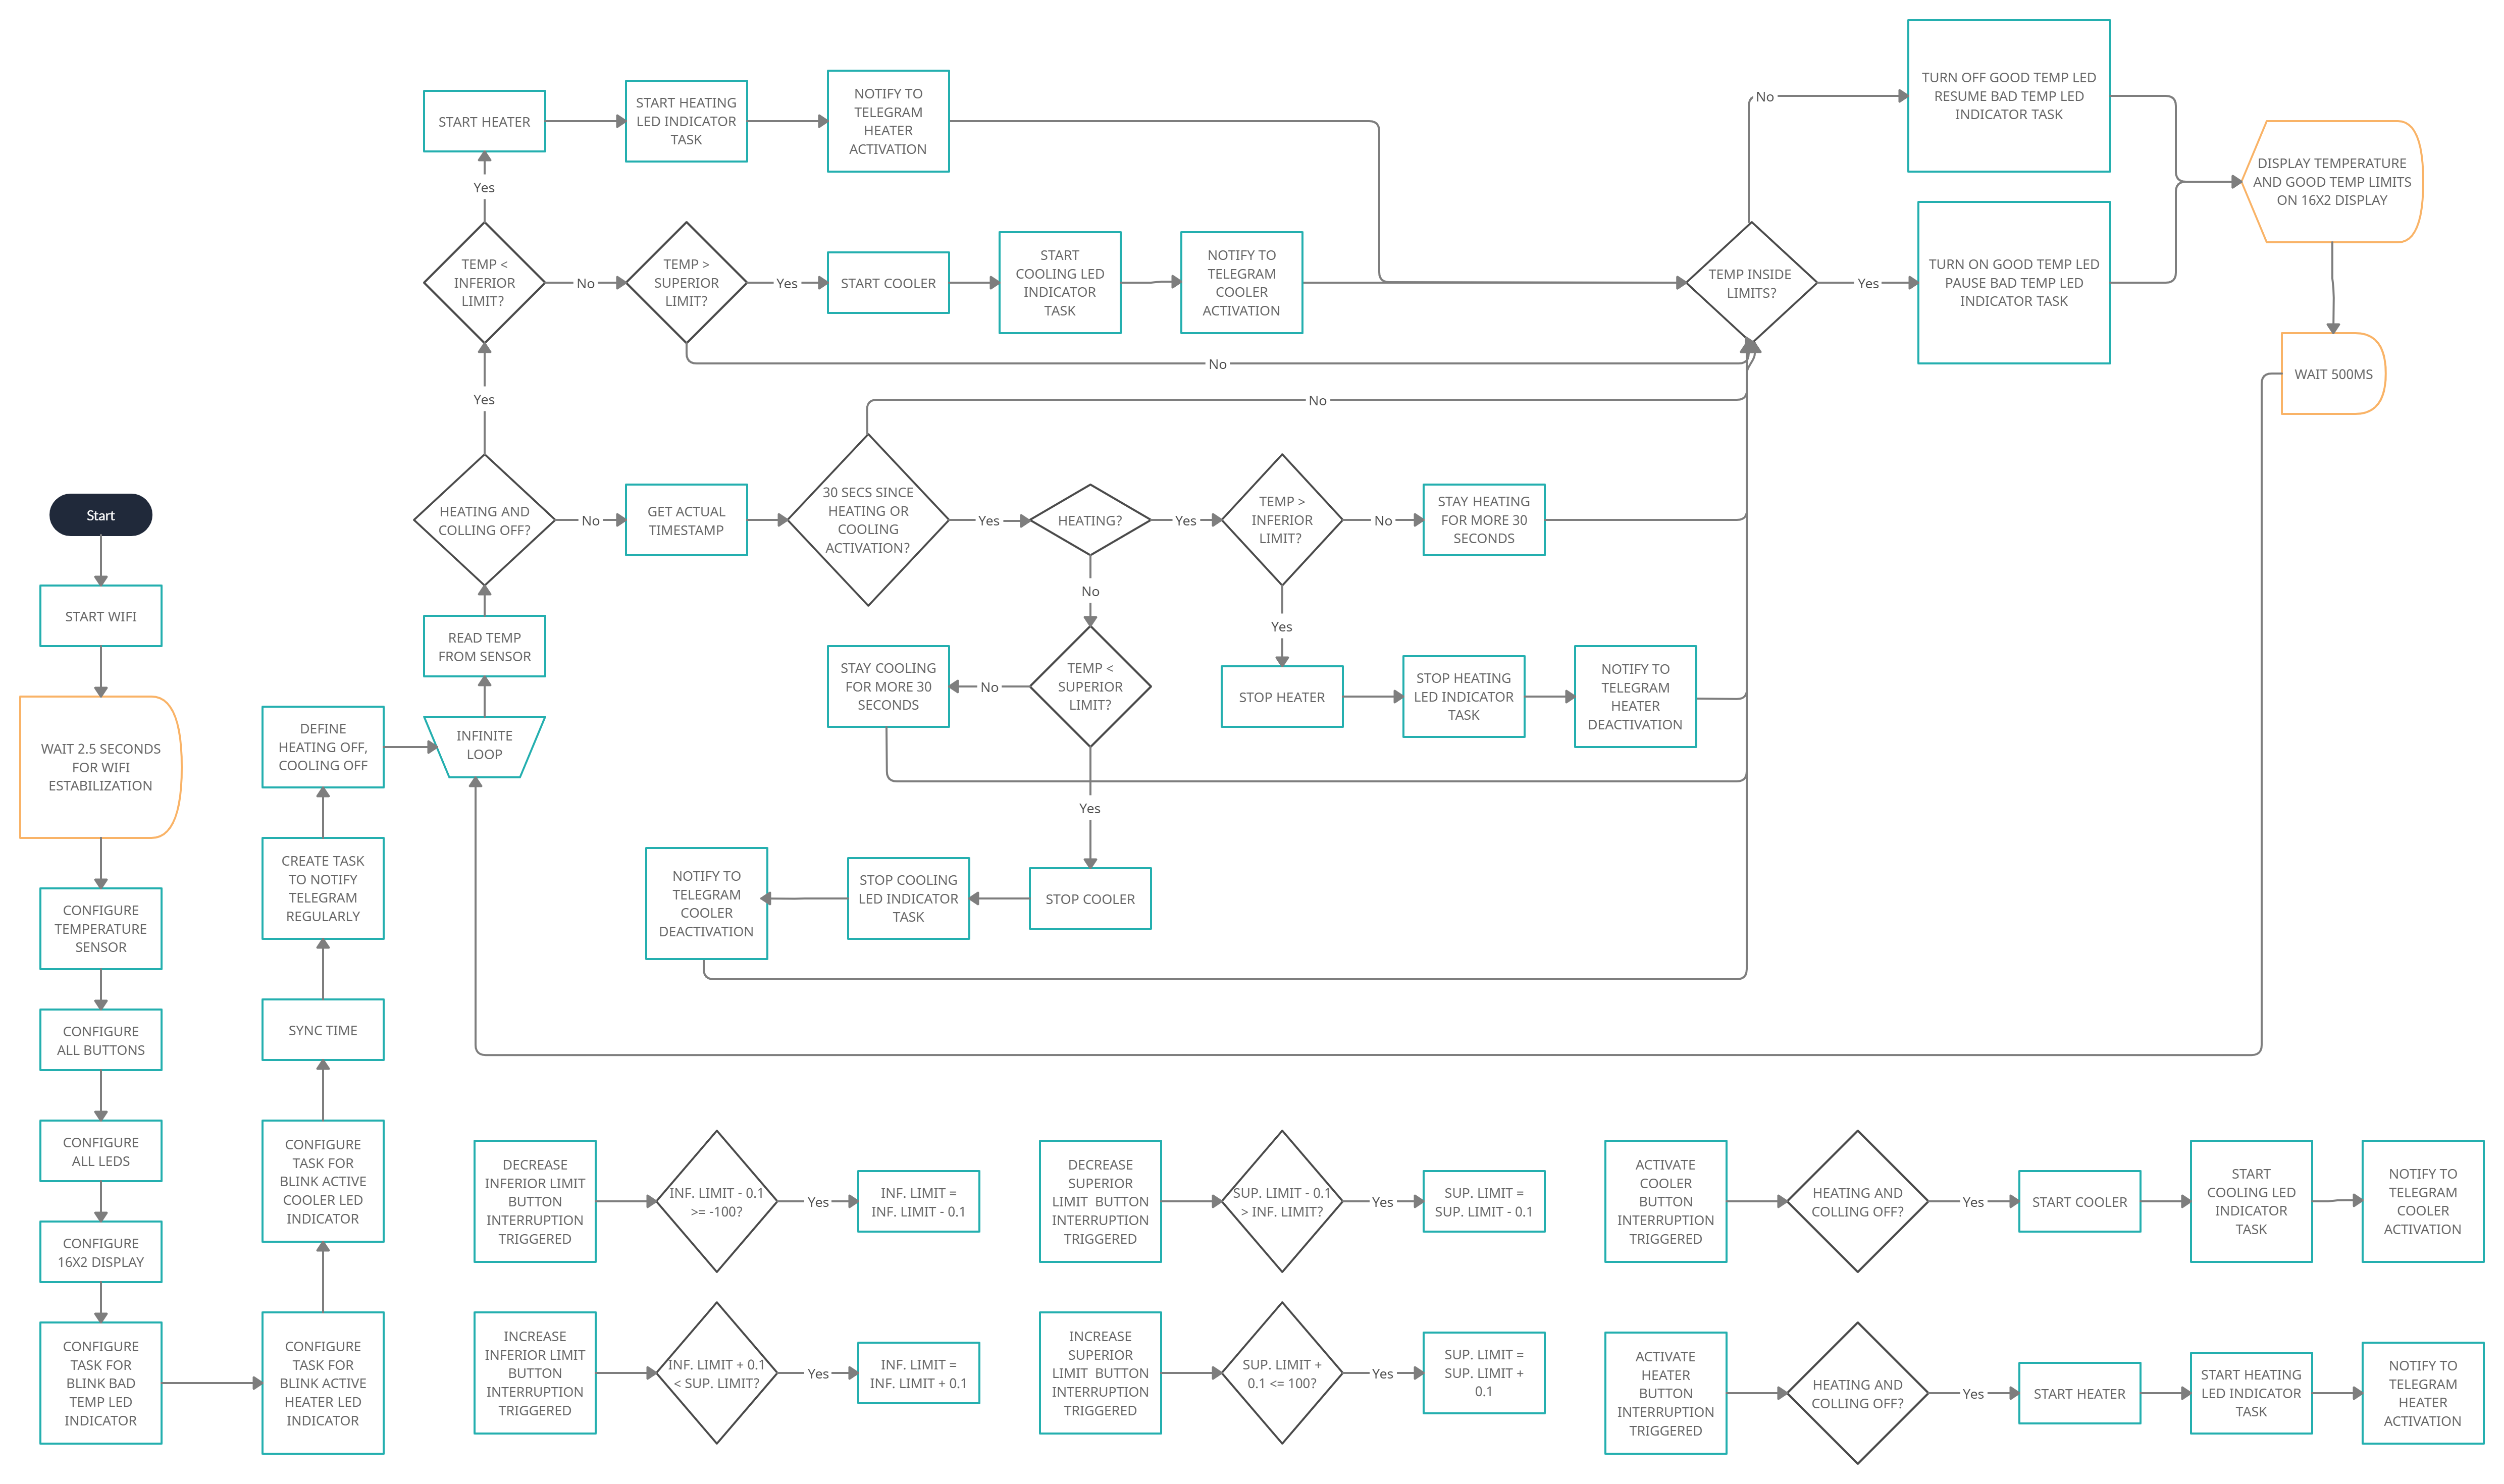 Start
START WIFI
WAIT 2.5 SECONDS
FOR WIFI
ESTABILIZATION
CONFIGURE
TEMPERATURE
SENSOR
CONFIGURE
ALL BUTTONS
CONFIGURE
ALL LEDS
CONFIGURE
16X2 DISPLAY
CONFIGURE
TASK FOR
BLINK BAD
TEMP LED
INDICATOR
CONFIGURE
TASK FOR
BLINK ACTIVE
HEATER LED
INDICATOR
CONFIGURE
TASK FOR
BLINK ACTIVE
COOLER LED
INDICATOR
SYNC TIME
CREATE TASK
TO NOTIFY
TELEGRAM
REGULARLY
DEFINE
HEATING OFF,
COOLING OFF
INFINITE
LOOP
READ TEMP
FROM SENSOR
HEATING AND
COLLING OFF?
Yes
TEMP <
INFERIOR
LIMIT?
Yes
START HEATER
START HEATING
LED INDICATOR
TASK
NOTIFY TO
TELEGRAM
HEATER
ACTIVATION
No
TEMP >
SUPERIOR
LIMIT?
Yes
START COOLER
START
COOLING LED
INDICATOR
TASK
NOTIFY TO
TELEGRAM
COOLER
ACTIVATION
No
No
GET ACTUAL
TIMESTAMP
30 SECS SINCE
HEATING OR
COOLING
ACTIVATION?
No
Yes
HEATING?
Yes
TEMP >
INFERIOR
LIMIT?
No
STAY HEATING
FOR MORE 30
SECONDS
Yes
STOP HEATER
STOP HEATING
LED INDICATOR
TASK
NOTIFY TO
TELEGRAM
HEATER
DEACTIVATION
No
TEMP <
SUPERIOR
LIMIT?
No
STAY COOLING
FOR MORE 30
SECONDS
Yes
STOP COOLER
STOP COOLING
LED INDICATOR
TASK
NOTIFY TO
TELEGRAM
COOLER
DEACTIVATION
TEMP INSIDE
LIMITS?
No
TURN OFF GOOD TEMP LED
RESUME BAD TEMP LED
INDICATOR TASK
Yes
TURN ON GOOD TEMP LED
PAUSE BAD TEMP LED
INDICATOR TASK
DISPLAY TEMPERATURE
AND GOOD TEMP LIMITS
ON 16X2 DISPLAY
WAIT 500MS
DECREASE
INFERIOR LIMIT
BUTTON
INTERRUPTION
TRIGGERED
INF. LIMIT - 0.1
>= -100?
Yes
INF. LIMIT =
INF. LIMIT - 0.1
DECREASE
SUPERIOR
LIMIT BUTTON
INTERRUPTION
TRIGGERED
SUP. LIMIT - 0.1
> INF. LIMIT?
Yes
SUP. LIMIT =
SUP. LIMIT - 0.1
ACTIVATE
COOLER
BUTTON
INTERRUPTION
TRIGGERED
HEATING AND
COLLING OFF?
Yes
START COOLER
START
COOLING LED
INDICATOR
TASK
NOTIFY TO
TELEGRAM
COOLER
ACTIVATION
INCREASE
INFERIOR LIMIT
BUTTON
INTERRUPTION
TRIGGERED
INF. LIMIT + 0.1
< SUP. LIMIT?
Yes
INF. LIMIT =
INF. LIMIT + 0.1
INCREASE
SUPERIOR
LIMIT BUTTON
INTERRUPTION
TRIGGERED
SUP. LIMIT +
0.1 <= 100?
Yes
SUP. LIMIT =
SUP. LIMIT +
0.1
ACTIVATE
HEATER
BUTTON
INTERRUPTION
TRIGGERED
HEATING AND
COLLING OFF?
Yes
START HEATER
START HEATING
LED INDICATOR
TASK
NOTIFY TO
TELEGRAM
HEATER
ACTIVATION